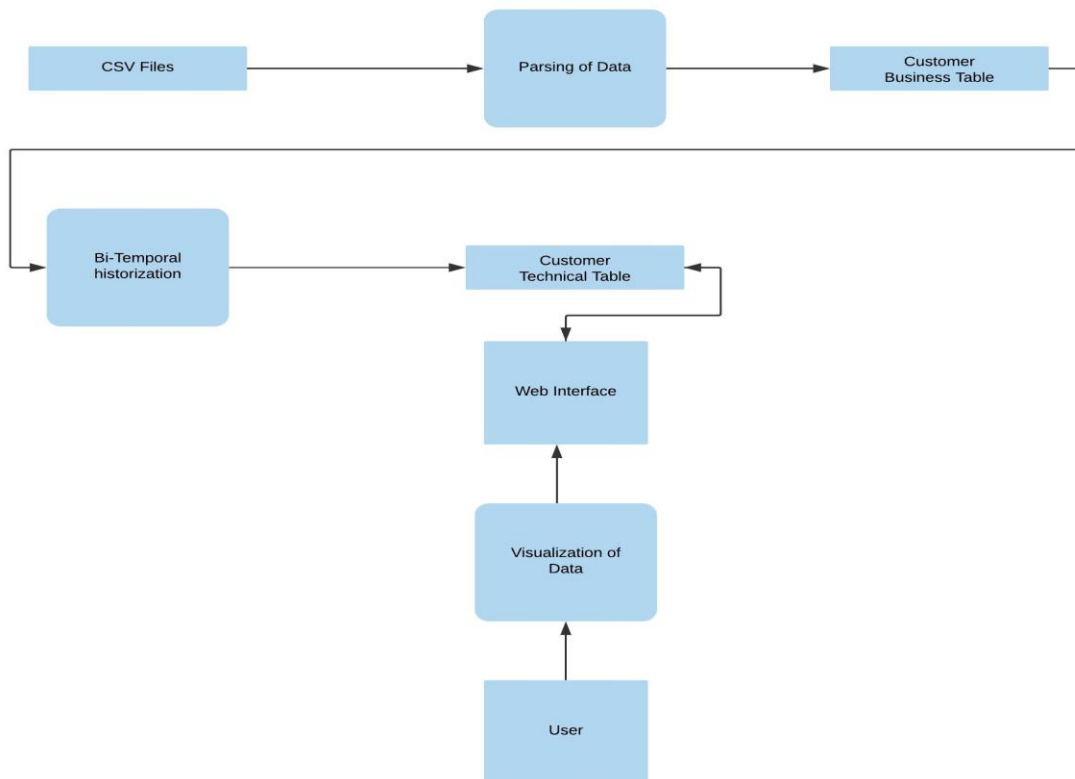 CSV Files
Parsing of Data
Customer
Business Table
Bi-Temporal
historization
Customer
Technical Table
Web Interface
Visualization of
Data
User